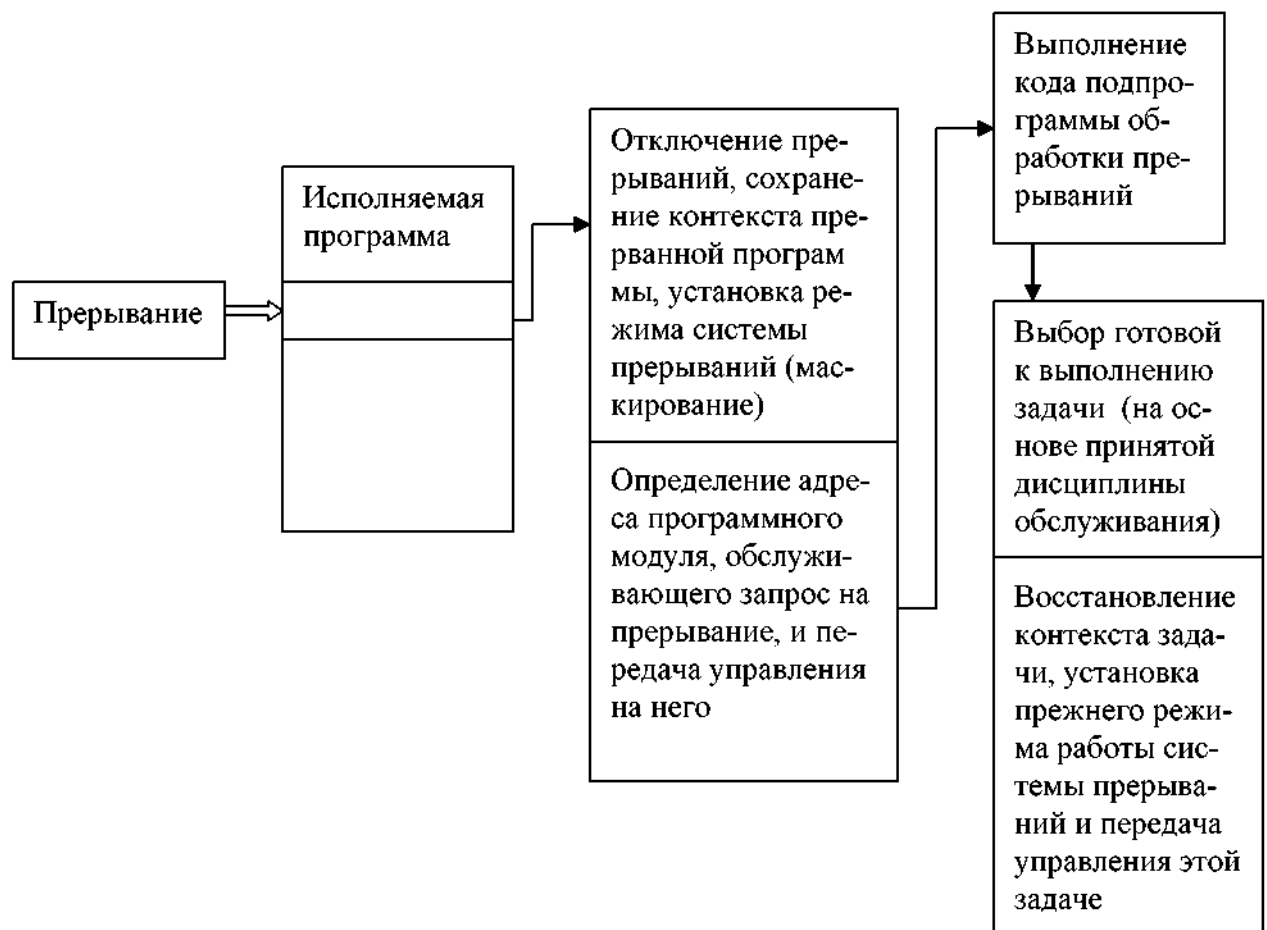 Прерывание
Исполняемая
программа
Отключение пре-
рываний, сохране-
ние контекста пре-
рванной програм
мы, установка ре-
жима системы
прерываний (мас-
кирование)
Определение адре-
са программного
модуля, обслужи-
вающего запрос на
прерывание, и пе-
редача управления
на него
Выполнение
кода подпро-
граммы об-
работки пре-
рываний
Выбор готовой
к выполнению
задачи (на ос-
нове принятой
дисциплины
обслуживания)
Восстановление
контекста зада-
чи, установка
прежнего режи-
ма работы сис-
темы прерыва-
ний и передача
управления этой
задаче